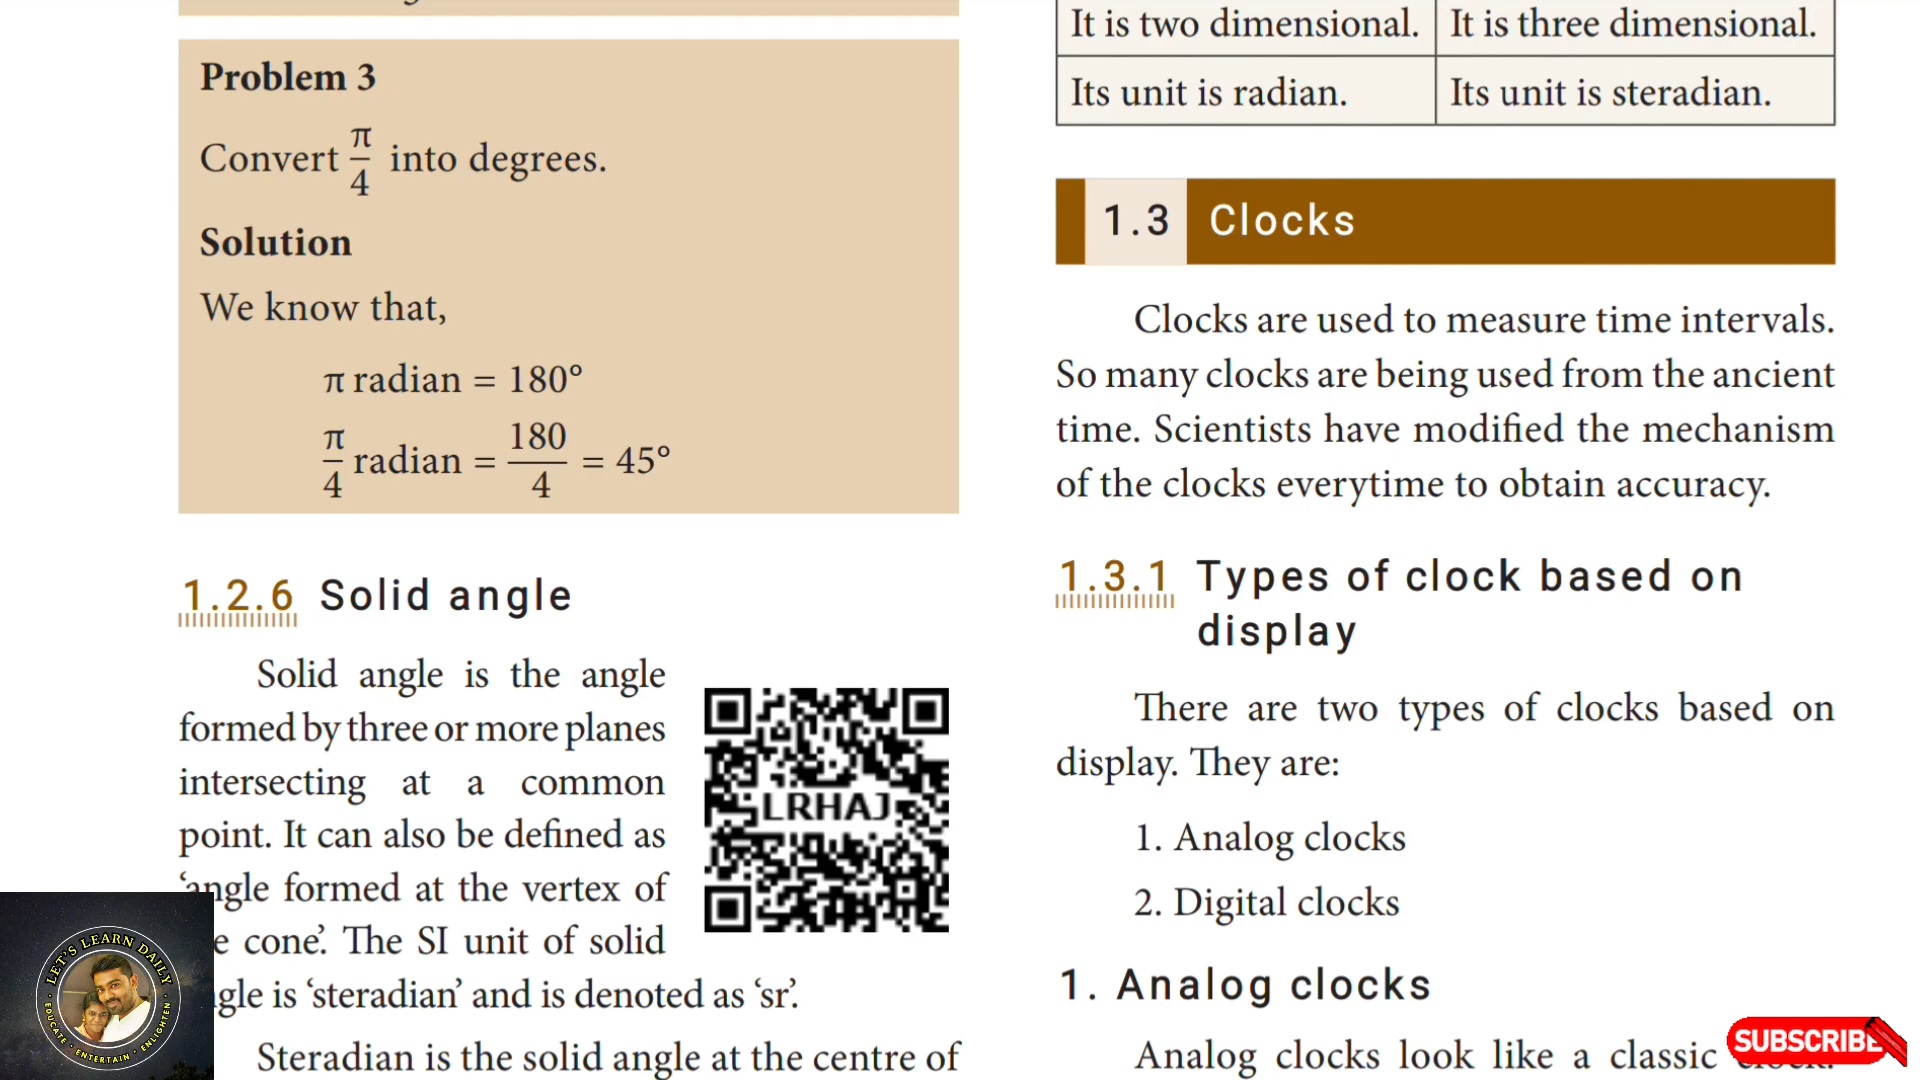 Problem 3
Convert π/4 into degrees.
Solution
We know that,
π radian = 180°
π/4 radian = 180/4 = 45°
1.2.6 Solid angle
Solid angle is the angle
formed by three or more planes
intersecting at a common
point. It can also be defined as
‘angle formed at the vertex of
e cone’. The SI unit of solid
gle is ‘steradian’ and is denoted as ‘sr’.
Steradian is the solid angle at the centre of
LRHAJ
LET'S LEARN DAILY
EDUCATE · ENTERTAIN · ENLIGHTEN
It is two dimensional. It is three dimensional.
Its unit is radian. Its unit is steradian.
1.3 Clocks
Clocks are used to measure time intervals.
So many clocks are being used from the ancient
time. Scientists have modified the mechanism
of the clocks everytime to obtain accuracy.
1.3.1 Types of clock based on
display
There are two types of clocks based on
display. They are:
1. Analog clocks
2. Digital clocks
1. Analog clocks
Analog clocks look like a classic
SUBSCRIBE